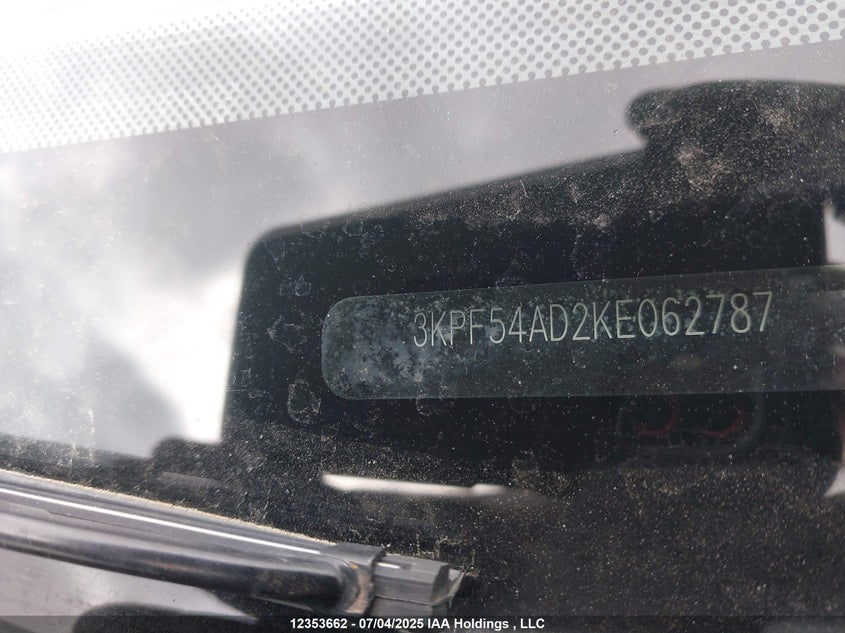 3KPF54AD2KE062787
12353662 - 07/04/2025 IAA Holdings , LLC